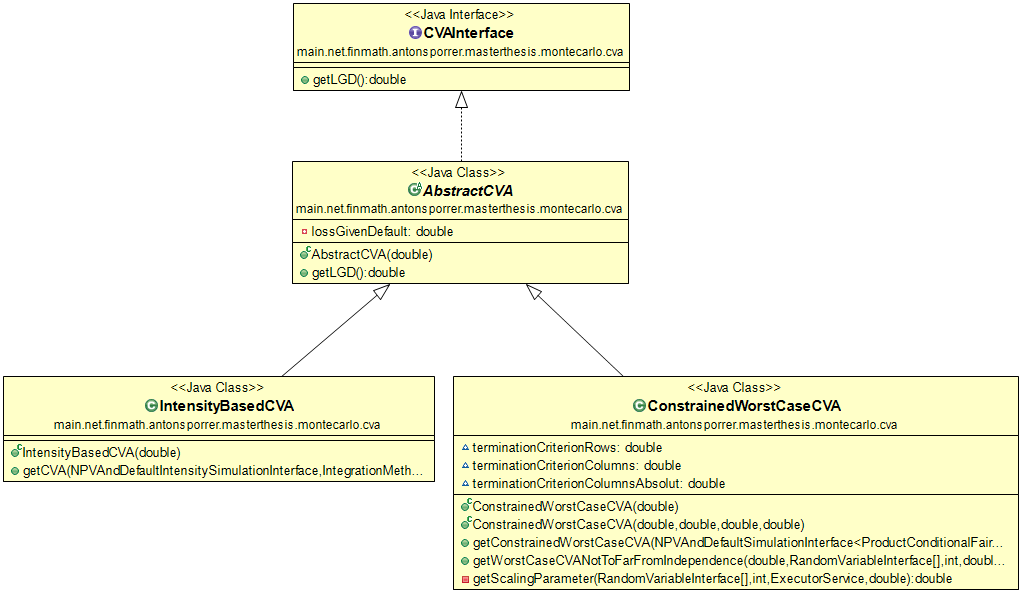 <<Java Interface>>
CVAInterface
main.net.finmath.antonsporrer.masterthesis.montecarlo.cva
getLGD():double
<<Java Class>>
AbstractCVA
main.net.finmath.antonsporrer.masterthesis.montecarlo.cva
lossGivenDefault: double
AbstractCVA(double)
getLGD():double
<<Java Class>>
IntensityBasedCVA
main.net.finmath.antonsporrer.masterthesis.montecarlo.cva
IntensityBasedCVA(double)
getCVA(NPVAndDefaultIntensitySimulationInterface,IntegrationMeth...
<<Java Class>>
ConstrainedWorstCaseCVA
main.net.finmath.antonsporrer.masterthesis.montecarlo.cva
terminationCriterionRows: double
terminationCriterionColumns: double
terminationCriterionColumnsAbsolut: double
ConstrainedWorstCaseCVA(double)
ConstrainedWorstCaseCVA(double,double,double,double)
getConstrainedWorstCaseCVA(NPVAndDefaultSimulationInterface<ProductConditionalFair...
getWorstCaseCVANotToFarFromIndependence(double,RandomVariableInterface[],int,doubl...
getScalingParameter(RandomVariableInterface[],int,ExecutorService,double):double